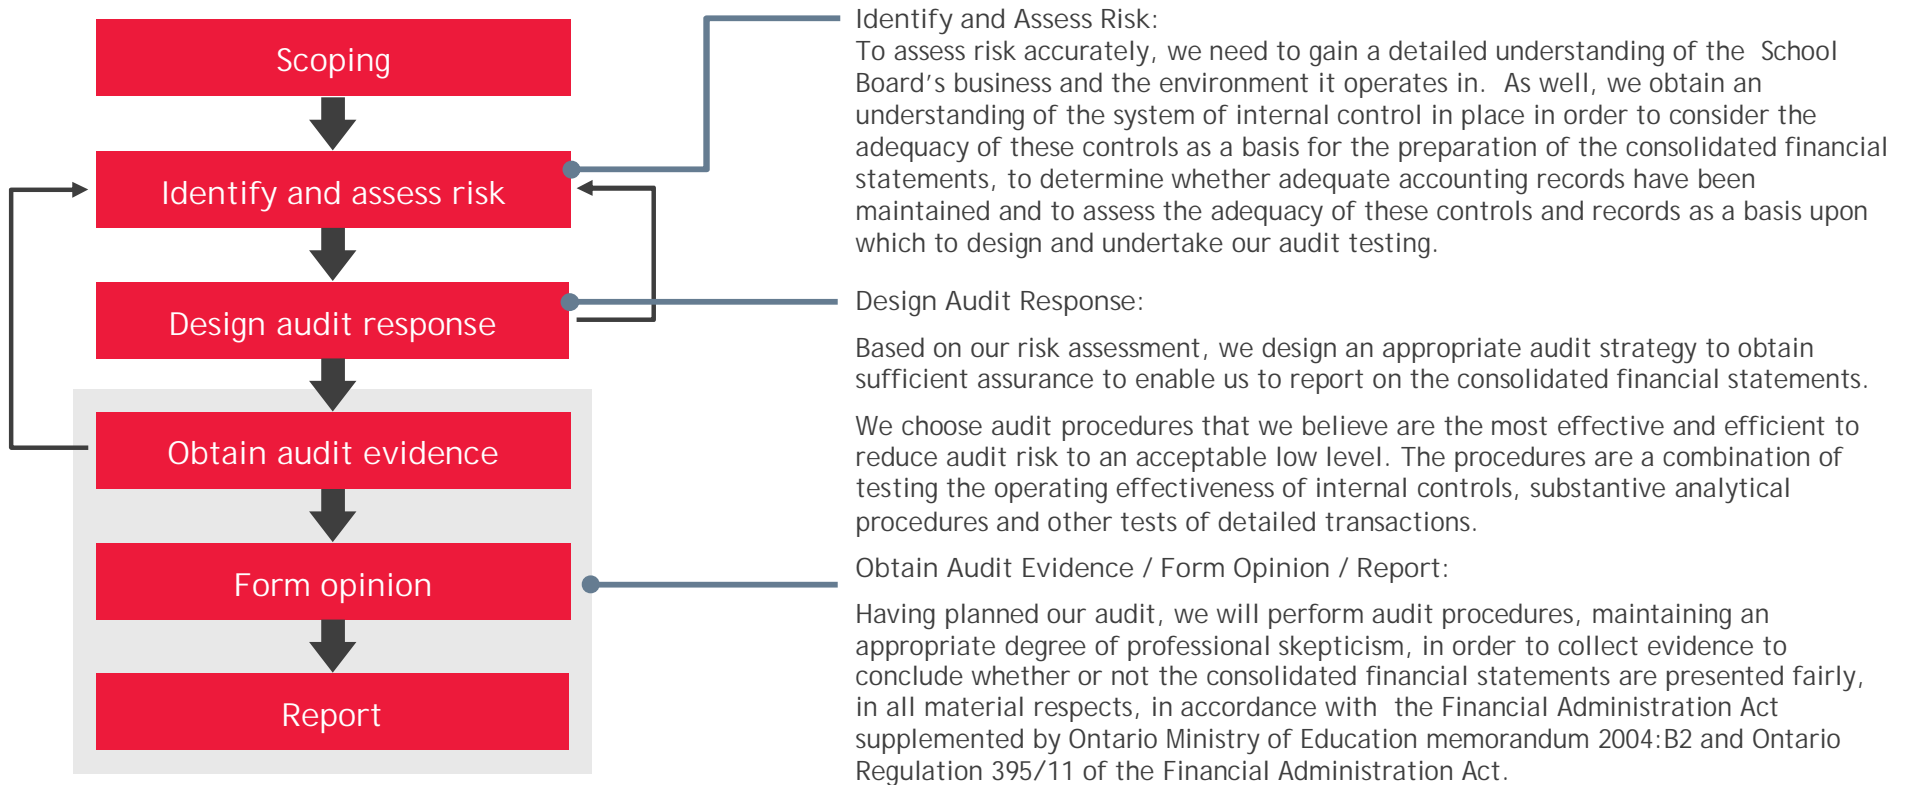 Scoping
Identify and assess risk
Design audit response
Obtain audit evidence
Form opinion
Report
Identify and Assess Risk:
To assess risk accurately, we need to gain a detailed understanding of the School
Board's business and the environment it operates in. As well, we obtain an
understanding of the system of internal control in place in order to consider the
adequacy of these controls as a basis for the preparation of the consolidated financial
statements, to determine whether adequate accounting records have been
maintained and to assess the adequacy of these controls and records as a basis upon
which to design and undertake our audit testing.
Design Audit Response:
Based on our risk assessment, we design an appropriate audit strategy to obtain
sufficient assurance to enable us to report on the consolidated financial statements.
We choose audit procedures that we believe are the most effective and efficient to
reduce audit risk to an acceptable low level. The procedures are a combination of
testing the operating effectiveness of internal controls, substantive analytical
procedures and other tests of detailed transactions.
Obtain Audit Evidence / Form Opinion / Report:
Having planned our audit, we will perform audit procedures, maintaining an
appropriate degree of professional skepticism, in order to collect evidence to
conclude whether or not the consolidated financial statements are presented fairly,
in all material respects, in accordance with the Financial Administration Act
supplemented by Ontario Ministry of Education memorandum 2004:B2 and Ontario
Regulation 395/11 of the Financial Administration Act.